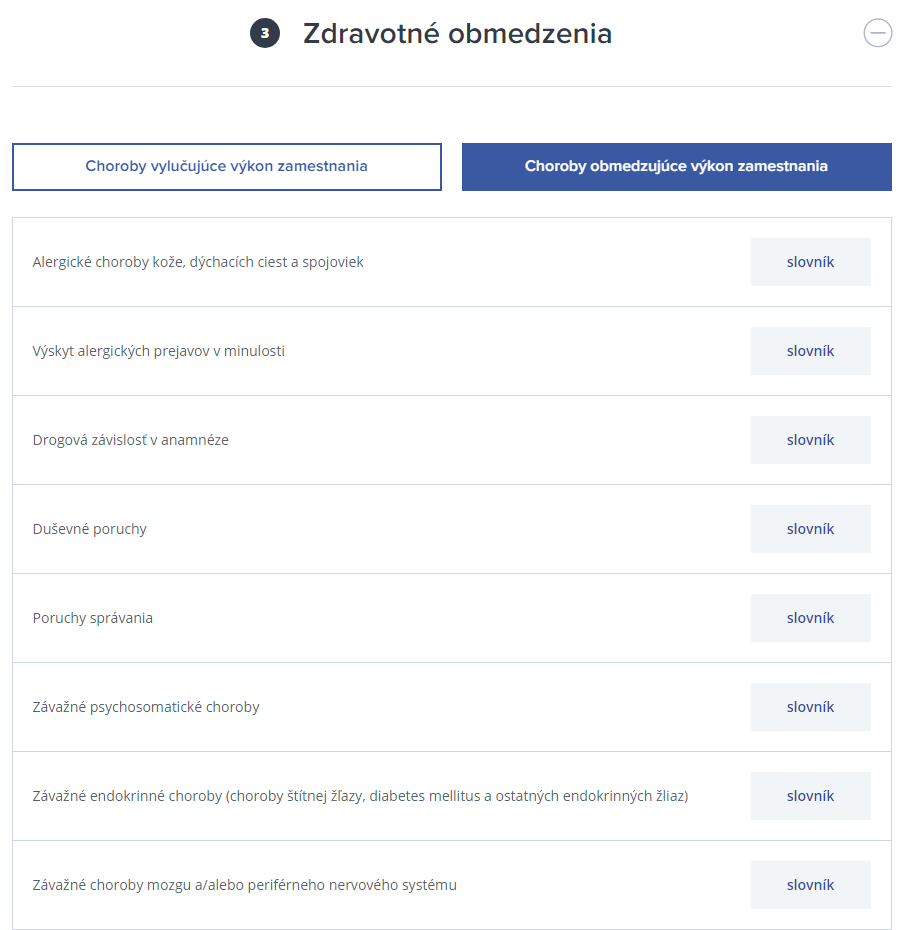 3 Zdravotné obmedzenia
Choroby vylučujúce výkon zamestnania
Choroby obmedzujúce výkon zamestnania
Alergické choroby kože, dýchacích ciest a spojoviek
slovník
Výskyt alergických prejavov v minulosti
slovník
Drogová závislosť v anamnéze
slovník
Duševné poruchy
slovník
Poruchy správania
slovník
Závažné psychosomatické choroby
slovník
Závažné endokrinné choroby (choroby štítnej žľazy, diabetes mellitus a ostatných endokrinných žliaz)
slovník
Závažné choroby mozgu a/alebo periférneho nervového systému
slovník